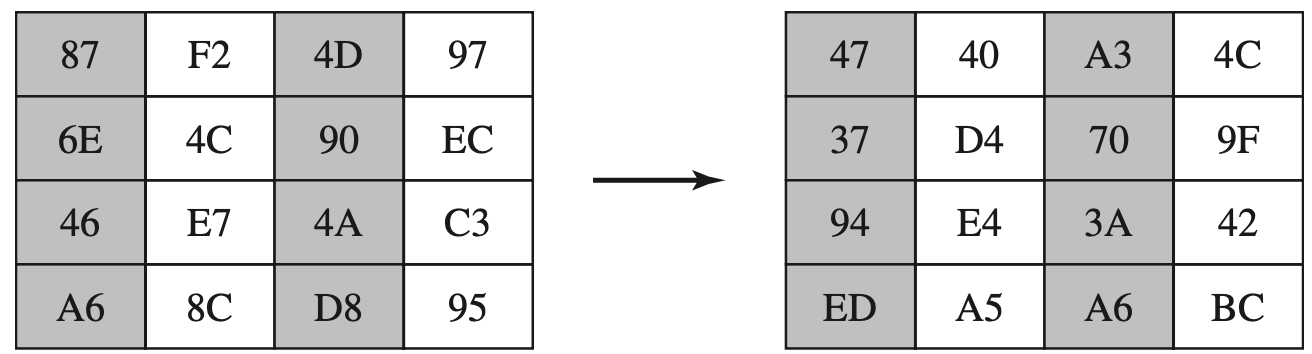 87 F2 4D 97 47 40 A3 4C
6E 4C 90 EC 37 D4 70 9F
46 E7 4A C3 94 E4 3A 42
A6 8C D8 95 ED A5 A6 BC